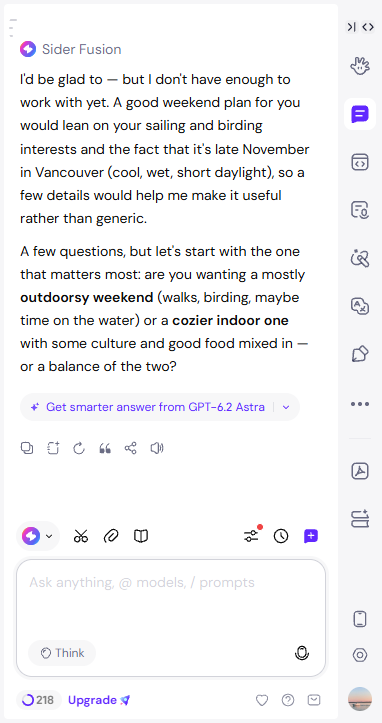 Sider Fusion
I'd be glad to — but I don't have enough to
work with yet. A good weekend plan for you
would lean on your sailing and birding
interests and the fact that it's late November
in Vancouver (cool, wet, short daylight), so a
few details would help me make it useful
rather than generic.
A few questions, but let's start with the one
that matters most: are you wanting a mostly
outdoorsy weekend (walks, birding, maybe
time on the water) or a cozier indoor one
with some culture and good food mixed in —
or a balance of the two?
Get smarter answer from GPT-6.2 Astra
Ask anything, @ models, / prompts
Think
218 Upgrade